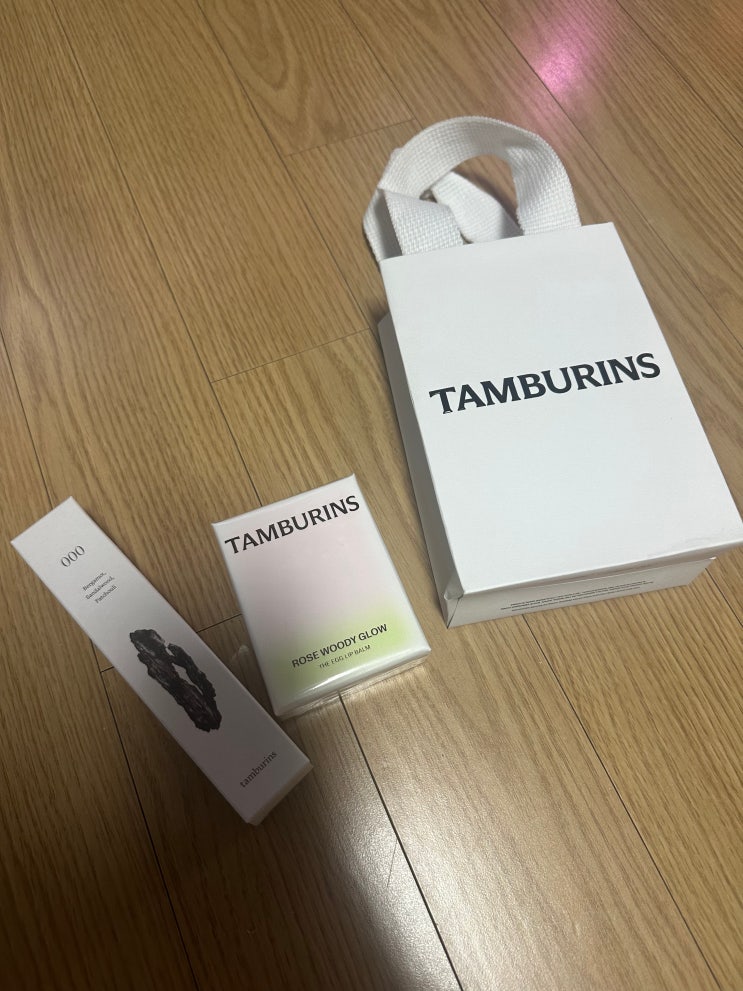 TAMBURINS
TAMBURINS
ROSE WOODY GLOW
THE EGG LIP BALM
000
Bergamot,
Sandalwood,
Patchouli
tamburins